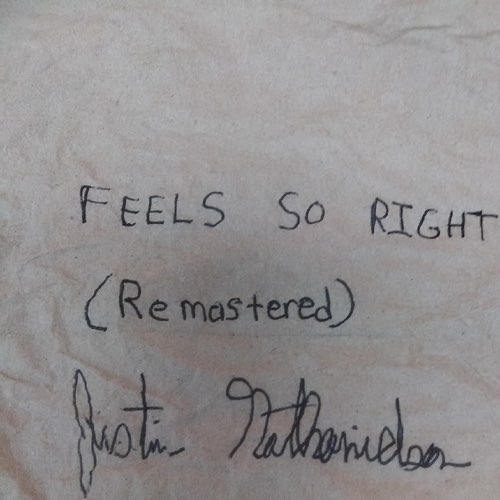 FEELS SO RIGHT
(Remastered)
Justin Nathanielson